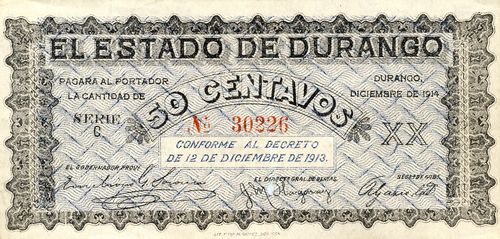 EL ESTADO DE DURANGO
PAGARA AL PORTADOR
LA CANTIDAD DE
50 CENTAVOS
DURANGO,
DICIEMBRE DE 1914
SERIE
C
No 30226
XX
CONFORME AL DECRETO
DE 12 DE DICIEMBRE DE 1913.
EL GOBERNADOR PROVL.
EL DIRECTOR GRAL DE RENTAS